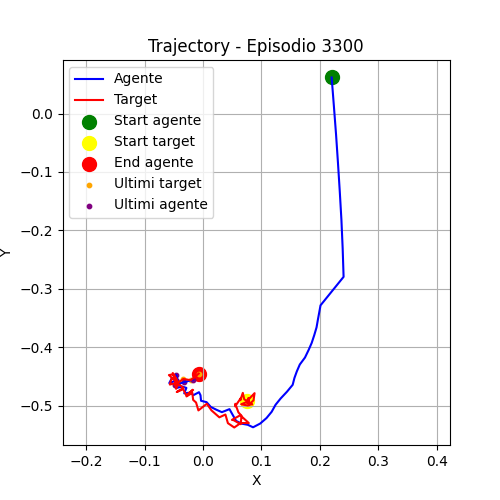 Trajectory - Episodio 3300
Agente
Target
Start agente
Start target
End agente
Ultimi target
Ultimi agente
0.0
−0.1
−0.2
−0.3
−0.4
−0.5
Y
−0.2
−0.1
0.0
0.1
0.2
0.3
0.4
X